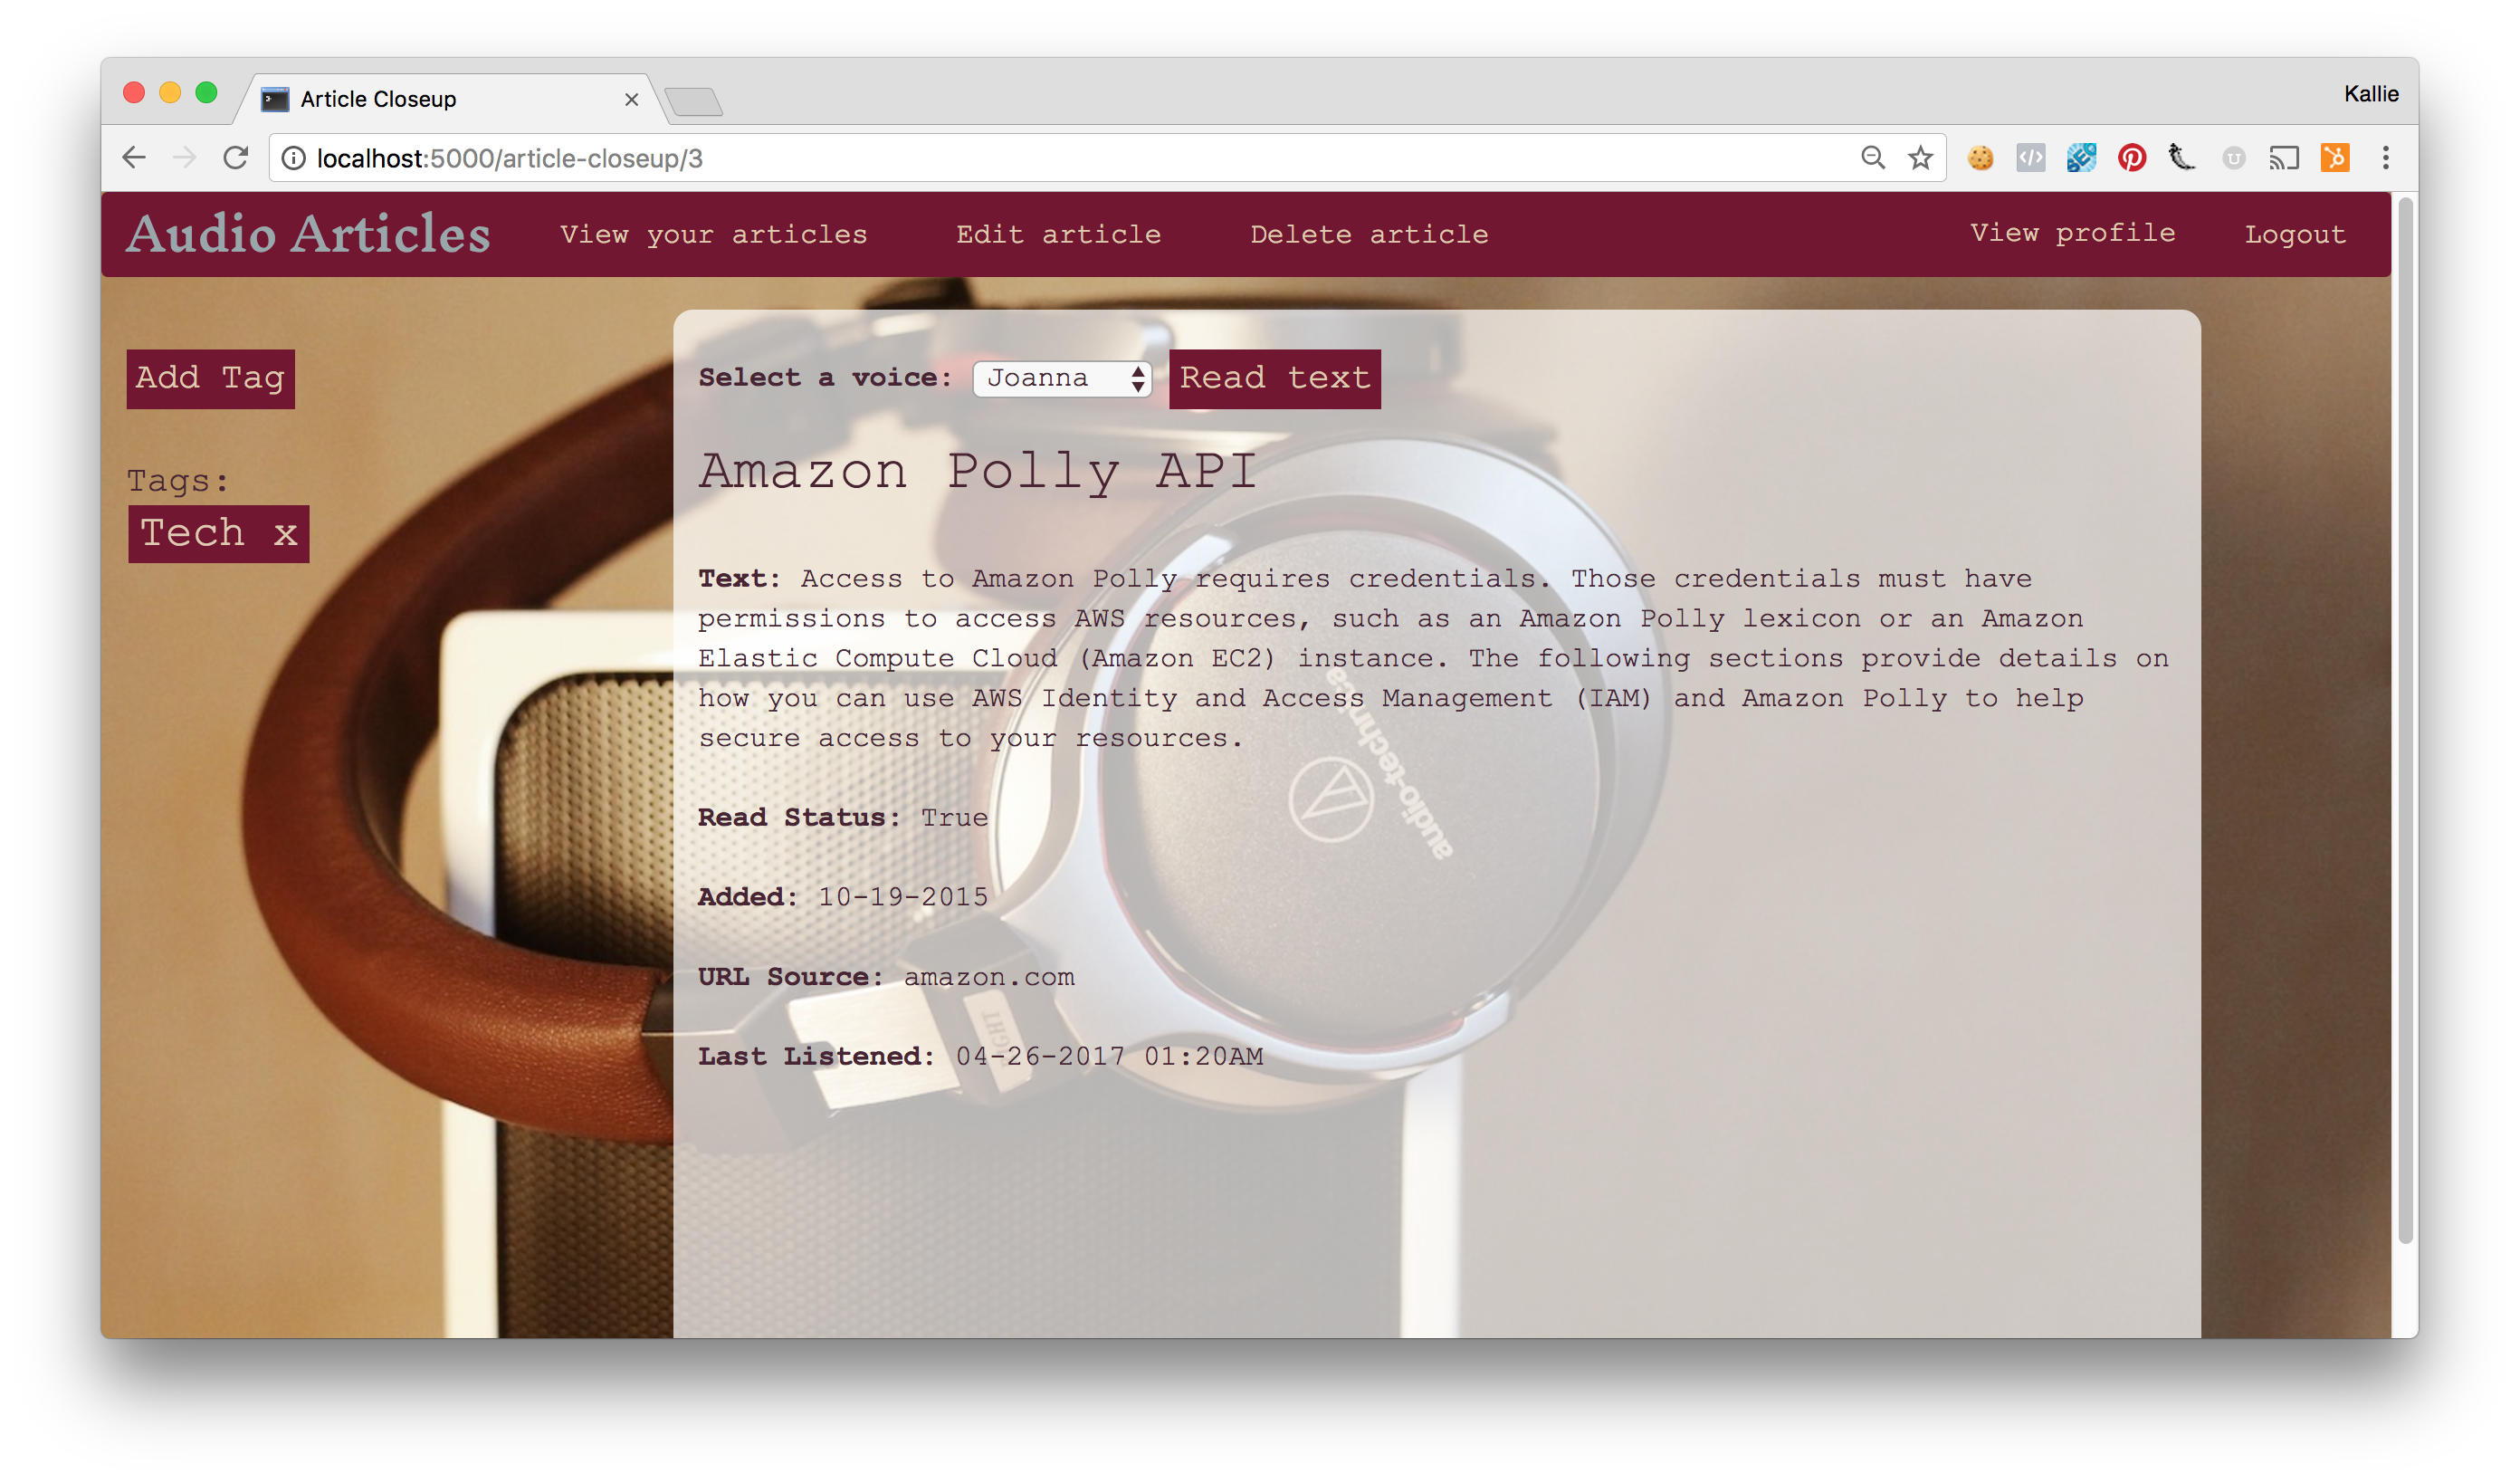 Article Closeup
Kallie
localhost:5000/article-closeup/3
Audio Articles View your articles Edit article Delete article View profile Logout
Add Tag
Tags:
Tech x
Select a voice: Joanna Read text
Amazon Polly API
Text: Access to Amazon Polly requires credentials. Those credentials must have
permissions to access AWS resources, such as an Amazon Polly lexicon or an Amazon
Elastic Compute Cloud (Amazon EC2) instance. The following sections provide details on
how you can use AWS Identity and Access Management (IAM) and Amazon Polly to help
secure access to your resources.
Read Status: True
Added: 10-19-2015
URL Source: amazon.com
Last Listened: 04-26-2017 01:20AM
audio-technica
RIGHT